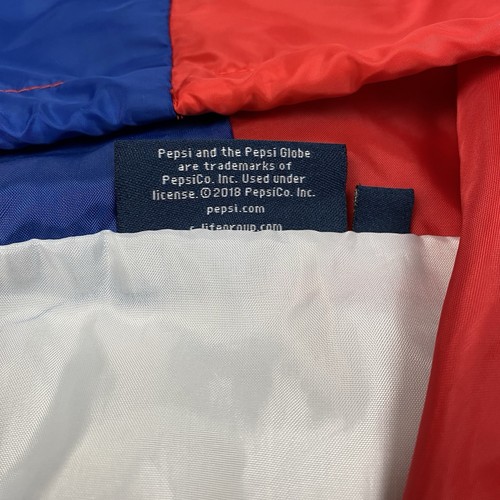 Pepsi and the Pepsi Globe
are trademarks of
PepsiCo. Inc. Used under
license. ©2018 PepsiCo. Inc.
pepsi.com